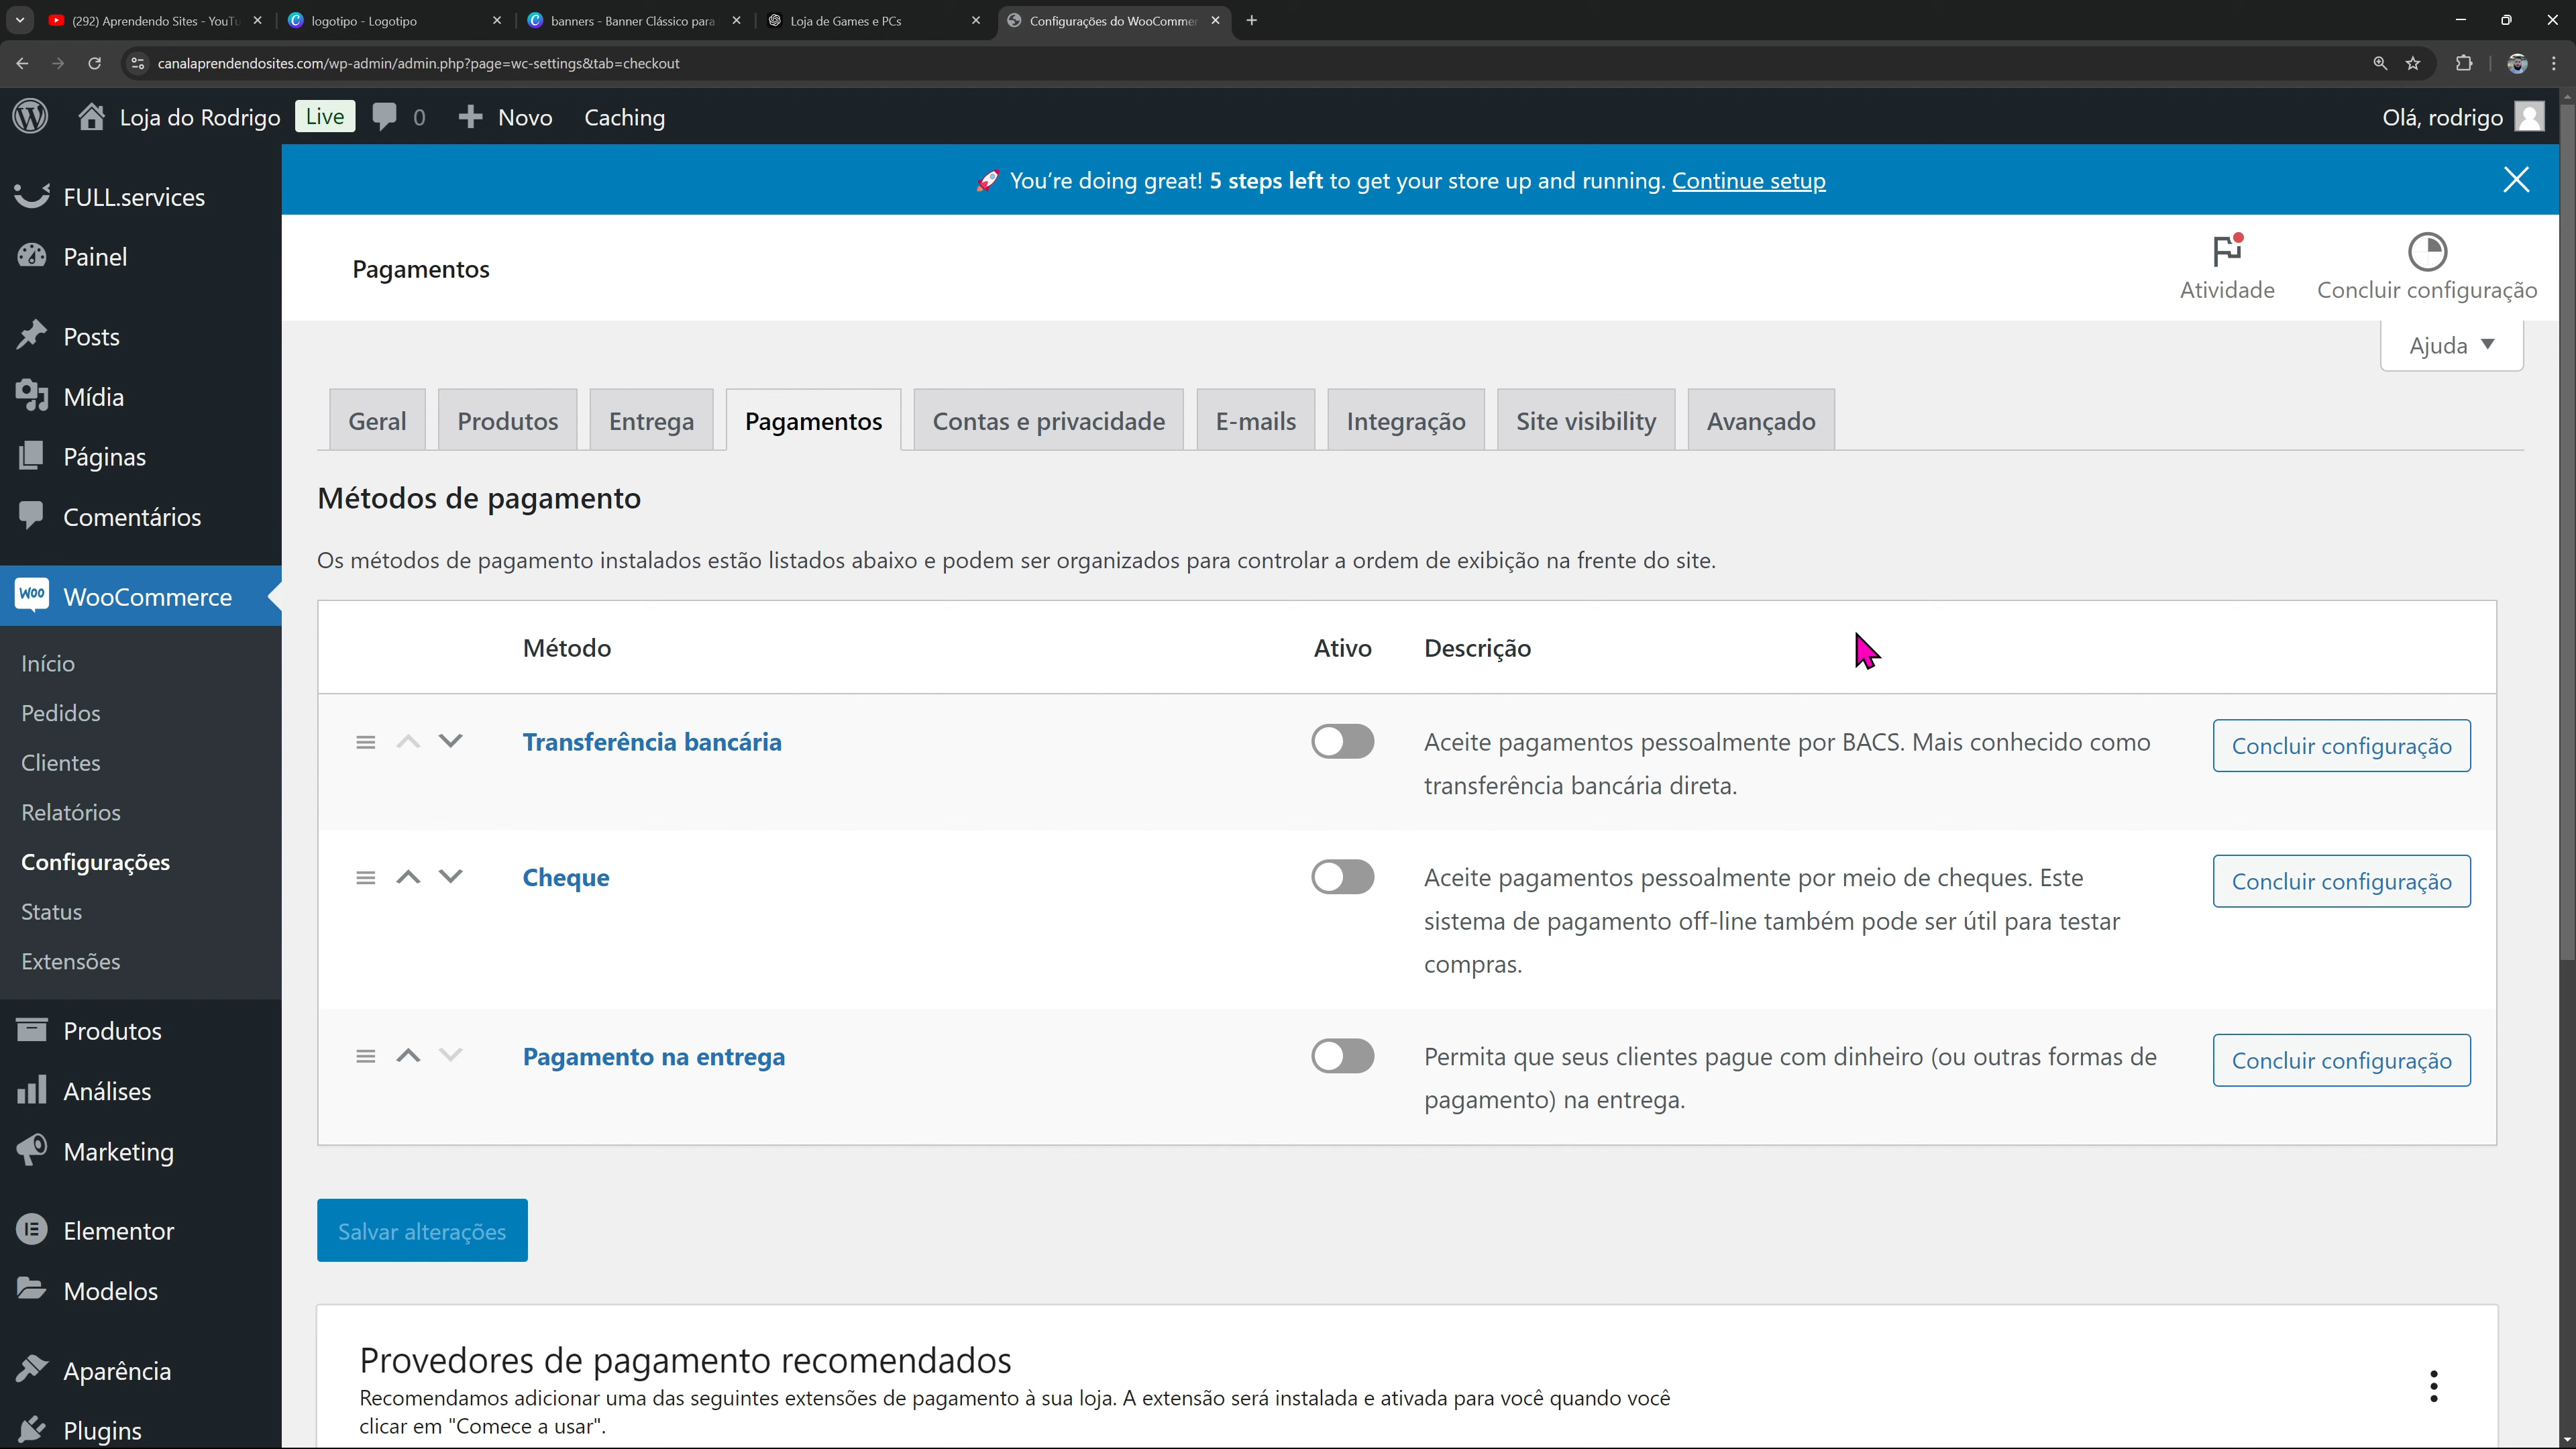 (292) Aprendendo Sites - YouTu
logotipo - Logotipo
banners - Banner Clássico para
Loja de Games e PCs
Configurações do WooCommer
canalaprendendosites.com/wp-admin/admin.php?page=wc-settings&tab=checkout
Loja do Rodrigo
Live
0
Novo
Caching
Olá, rodrigo
🚀 You're doing great! 5 steps left to get your store up and running. Continue setup
FULL.services
Painel
Posts
Mídia
Páginas
Comentários
Woo WooCommerce
Início
Pedidos
Clientes
Relatórios
Configurações
Status
Extensões
Produtos
Análises
Marketing
Elementor
Modelos
Aparência
Plugins
Pagamentos
Atividade
Concluir configuração
Ajuda
Geral
Produtos
Entrega
Pagamentos
Contas e privacidade
E-mails
Integração
Site visibility
Avançado
Métodos de pagamento
Os métodos de pagamento instalados estão listados abaixo e podem ser organizados para controlar a ordem de exibição na frente do site.
Método
Ativo
Descrição
Transferência bancária
Aceite pagamentos pessoalmente por BACS. Mais conhecido como
transferência bancária direta.
Concluir configuração
Cheque
Aceite pagamentos pessoalmente por meio de cheques. Este
sistema de pagamento off-line também pode ser útil para testar
compras.
Concluir configuração
Pagamento na entrega
Permita que seus clientes pague com dinheiro (ou outras formas de
pagamento) na entrega.
Concluir configuração
Salvar alterações
Provedores de pagamento recomendados
Recomendamos adicionar uma das seguintes extensões de pagamento à sua loja. A extensão será instalada e ativada para você quando você
clicar em "Comece a usar".